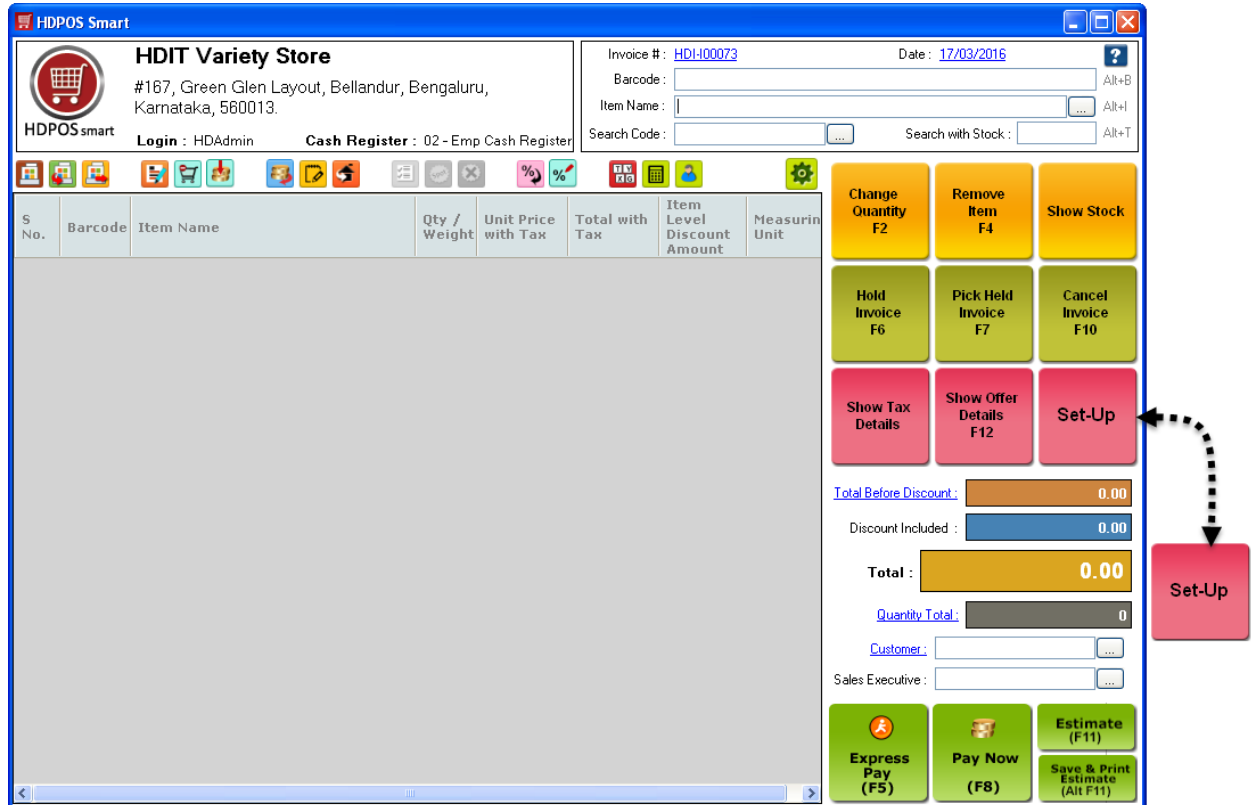 HDPOS Smart
HDIT Variety Store
#167, Green Glen Layout, Bellandur, Bengaluru,
Karnataka, 560013.
HDPOS smart
Login : HDAdmin Cash Register : 02 - Emp Cash Register
Invoice # : HDI-I00073 Date : 17/03/2016 ?
Barcode : Alt+B
Item Name : ... Alt+I
Search Code : ... Search with Stock : Alt+T
S
No.
Barcode
Item Name
Qty /
Weight
Unit Price
with Tax
Total with
Tax
Item
Level
Discount
Amount
Measurin
Unit
Change
Quantity
F2
Remove
Item
F4
Show Stock
Hold
Invoice
F6
Pick Held
Invoice
F7
Cancel
Invoice
F10
Show Tax
Details
Show Offer
Details
F12
Set-Up
Total Before Discount : 0.00
Discount Included : 0.00
Total : 0.00
Quantity Total : 0
Customer : ...
Sales Executive : ...
Set-Up
Express
Pay
(F5)
Pay Now
(F8)
Estimate
(F11)
Save & Print
Estimate
(Alt F11)